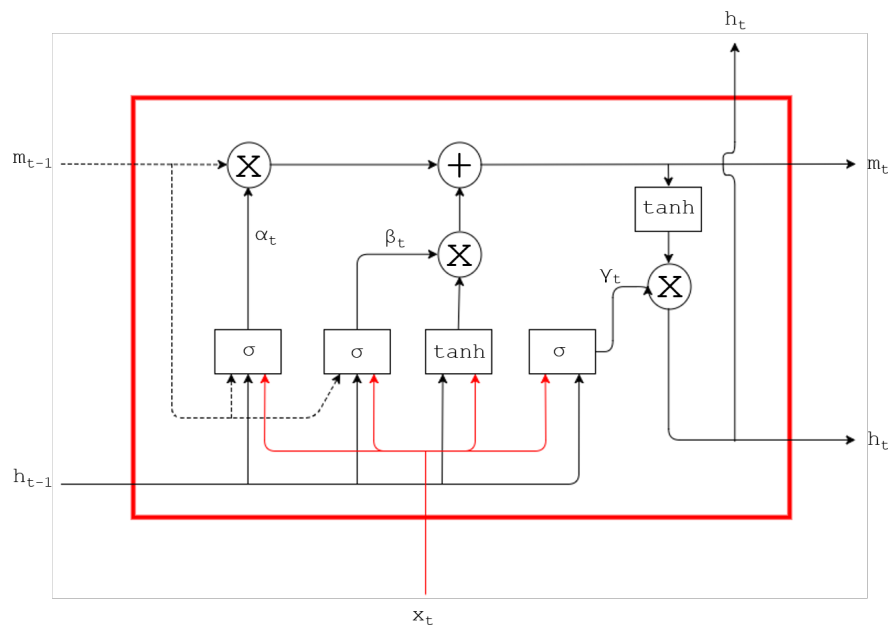 h_t
m_{t-1}
X
+
m_t
tanh
α_t
β_t
X
γ_t
X
σ
σ
tanh
σ
h_t
h_{t-1}
x_t